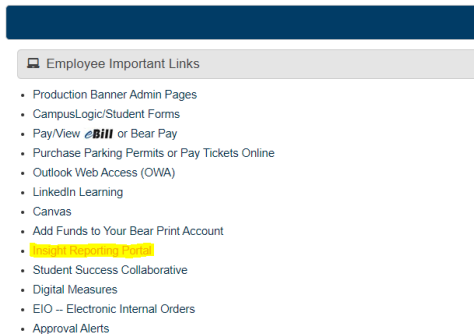 Employee Important Links
Production Banner Admin Pages
CampusLogic/Student Forms
Pay/View eBill or Bear Pay
Purchase Parking Permits or Pay Tickets Online
Outlook Web Access (OWA)
LinkedIn Learning
Canvas
Add Funds to Your Bear Print Account
Insight Reporting Portal
Student Success Collaborative
Digital Measures
EIO -- Electronic Internal Orders
Approval Alerts